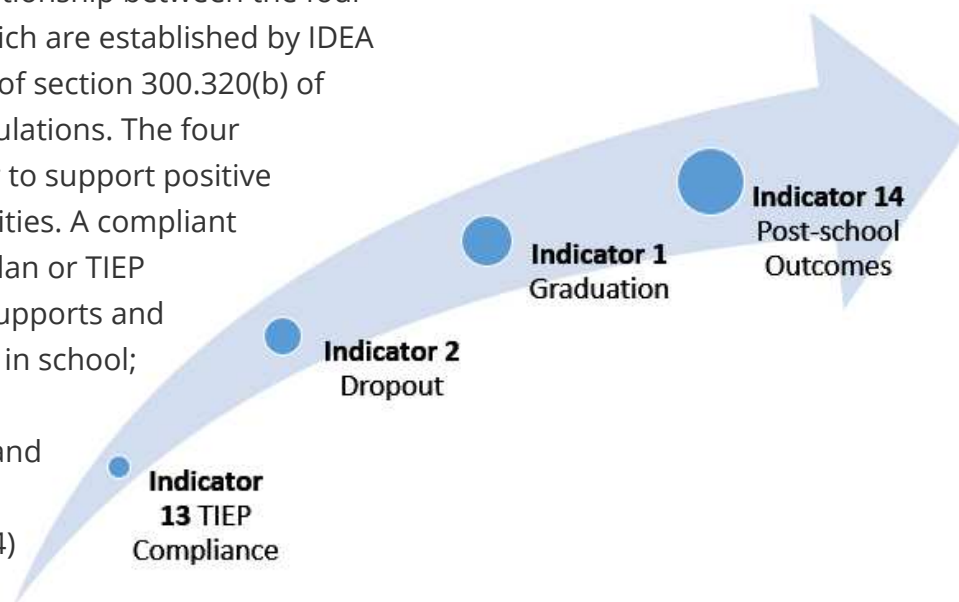 ich are established by IDEA
of section 300.320(b) of
ulations. The four
to support positive
ities. A compliant
lan or TIEP
upports and
in school;
and
4)
Indicator 14
Post-school
Outcomes
Indicator 1
Graduation
Indicator 2
Dropout
Indicator
13 TIEP
Compliance